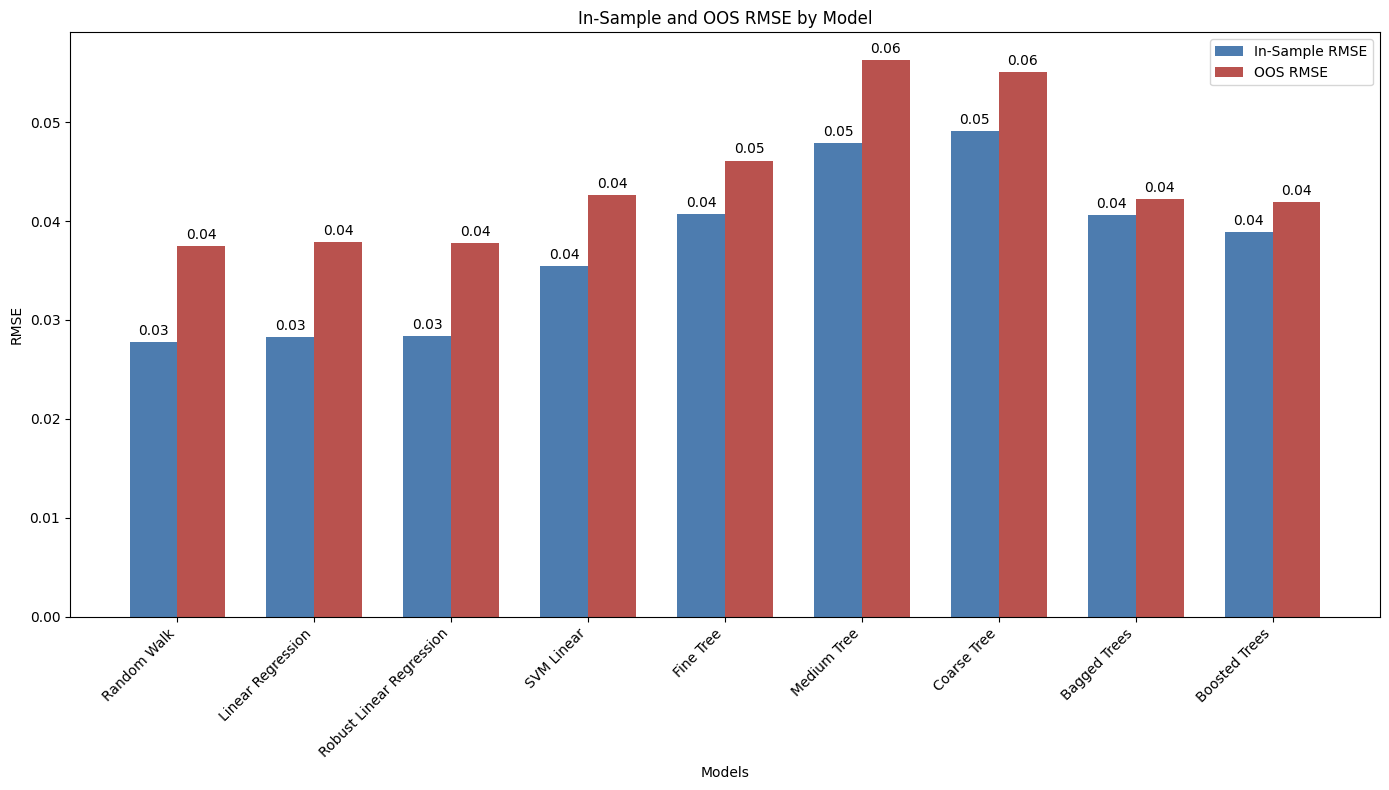 In-Sample and OOS RMSE by Model
In-Sample RMSE
OOS RMSE
RMSE
0.05
0.04
0.03
0.02
0.01
0.00
0.03
0.04
0.03
0.04
0.03
0.04
0.04
0.04
0.04
0.05
0.05
0.06
0.05
0.06
0.04
0.04
0.04
0.04
Random Walk
Linear Regression
Robust Linear Regression
SVM Linear
Fine Tree
Medium Tree
Coarse Tree
Bagged Trees
Boosted Trees
Models